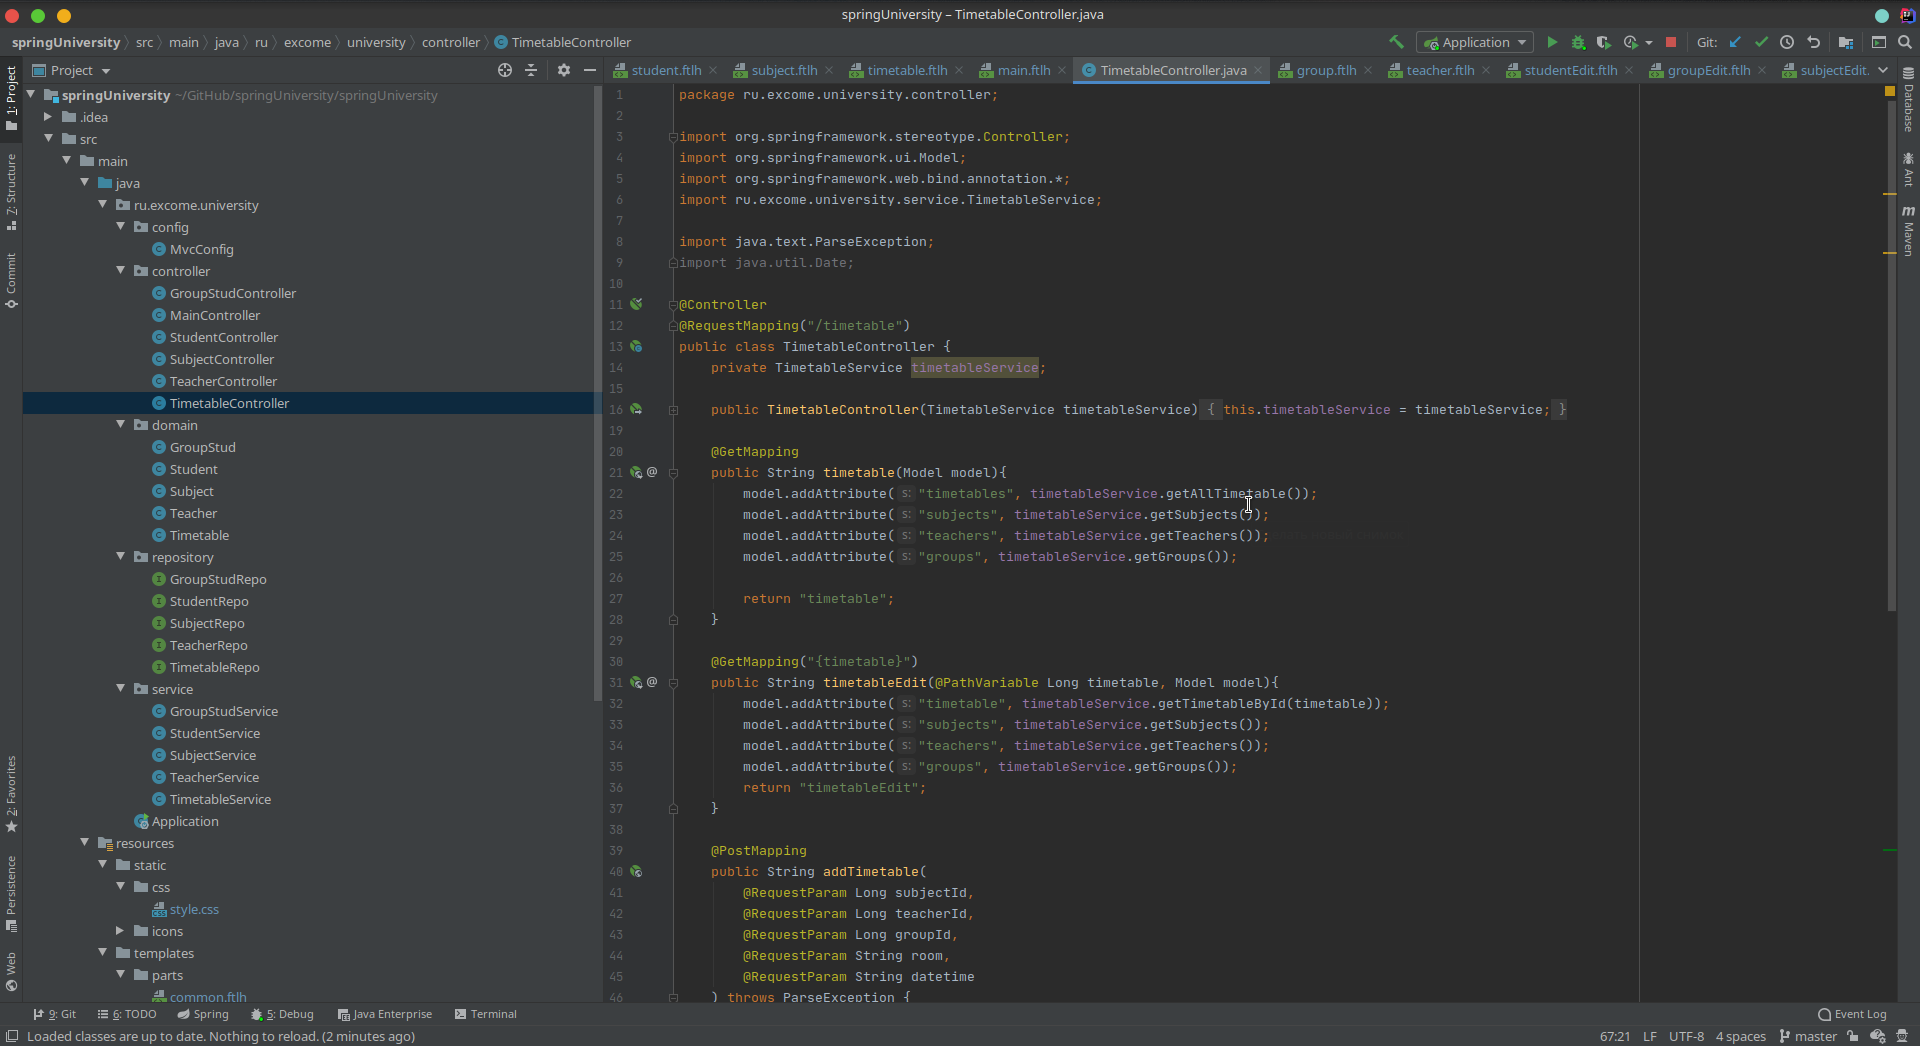 springUniversity – TimetableController.java
springUniversity src main java ru excome university controller TimetableController
Application Git:
1: Project
7: Structure
Commit
2: Favorites
Persistence
Web
Project
springUniversity ~/GitHub/springUniversity/springUniversity
.idea
src
main
java
ru.excome.university
config
MvcConfig
controller
GroupStudController
MainController
StudentController
SubjectController
TeacherController
TimetableController
domain
GroupStud
Student
Subject
Teacher
Timetable
repository
GroupStudRepo
StudentRepo
SubjectRepo
TeacherRepo
TimetableRepo
service
GroupStudService
StudentService
SubjectService
TeacherService
TimetableService
Application
resources
static
css
style.css
icons
templates
parts
common.ftlh
student.ftlh subject.ftlh timetable.ftlh main.ftlh TimetableController.java group.ftlh teacher.ftlh studentEdit.ftlh groupEdit.ftlh subjectEdit.
1 package ru.excome.university.controller;
2
3 import org.springframework.stereotype.Controller;
4 import org.springframework.ui.Model;
5 import org.springframework.web.bind.annotation.*;
6 import ru.excome.university.service.TimetableService;
7
8 import java.text.ParseException;
9 import java.util.Date;
10
11 @Controller
12 @RequestMapping("/timetable")
13 public class TimetableController {
14 private TimetableService timetableService;
15
16 public TimetableController(TimetableService timetableService) { this.timetableService = timetableService; }
19
20 @GetMapping
21 @ public String timetable(Model model){
22 model.addAttribute( s: "timetables", timetableService.getAllTimetable());
23 model.addAttribute( s: "subjects", timetableService.getSubjects());
24 model.addAttribute( s: "teachers", timetableService.getTeachers());
25 model.addAttribute( s: "groups", timetableService.getGroups());
26
27 return "timetable";
28 }
29
30 @GetMapping("{timetable}")
31 @ public String timetableEdit(@PathVariable Long timetable, Model model){
32 model.addAttribute( s: "timetable", timetableService.getTimetableById(timetable));
33 model.addAttribute( s: "subjects", timetableService.getSubjects());
34 model.addAttribute( s: "teachers", timetableService.getTeachers());
35 model.addAttribute( s: "groups", timetableService.getGroups());
36 return "timetableEdit";
37 }
38
39 @PostMapping
40 public String addTimetable(
41 @RequestParam Long subjectId,
42 @RequestParam Long teacherId,
43 @RequestParam Long groupId,
44 @RequestParam String room,
45 @RequestParam String datetime
46 ) throws ParseException {
Database
Ant
m Maven
9: Git 6: TODO Spring 5: Debug Java Enterprise Terminal Event Log
Loaded classes are up to date. Nothing to reload. (2 minutes ago) 67:21 LF UTF-8 4 spaces master